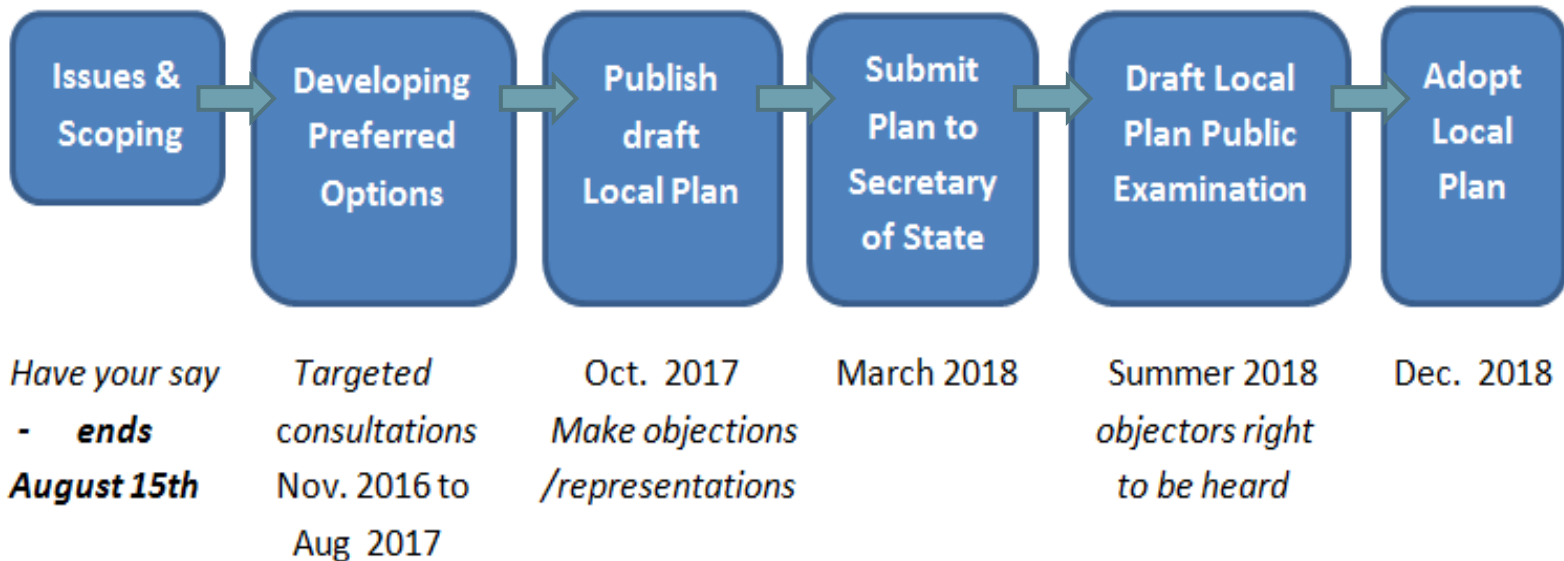 Issues &
Scoping
Developing
Preferred
Options
Publish
draft
Local Plan
Submit
Plan to
Secretary
of State
Draft Local
Plan Public
Examination
Adopt
Local
Plan
Have your say
- ends
August 15th
Targeted
consultations
Nov. 2016 to
Aug 2017
Oct. 2017
Make objections
/representations
March 2018
Summer 2018
objectors right
to be heard
Dec. 2018